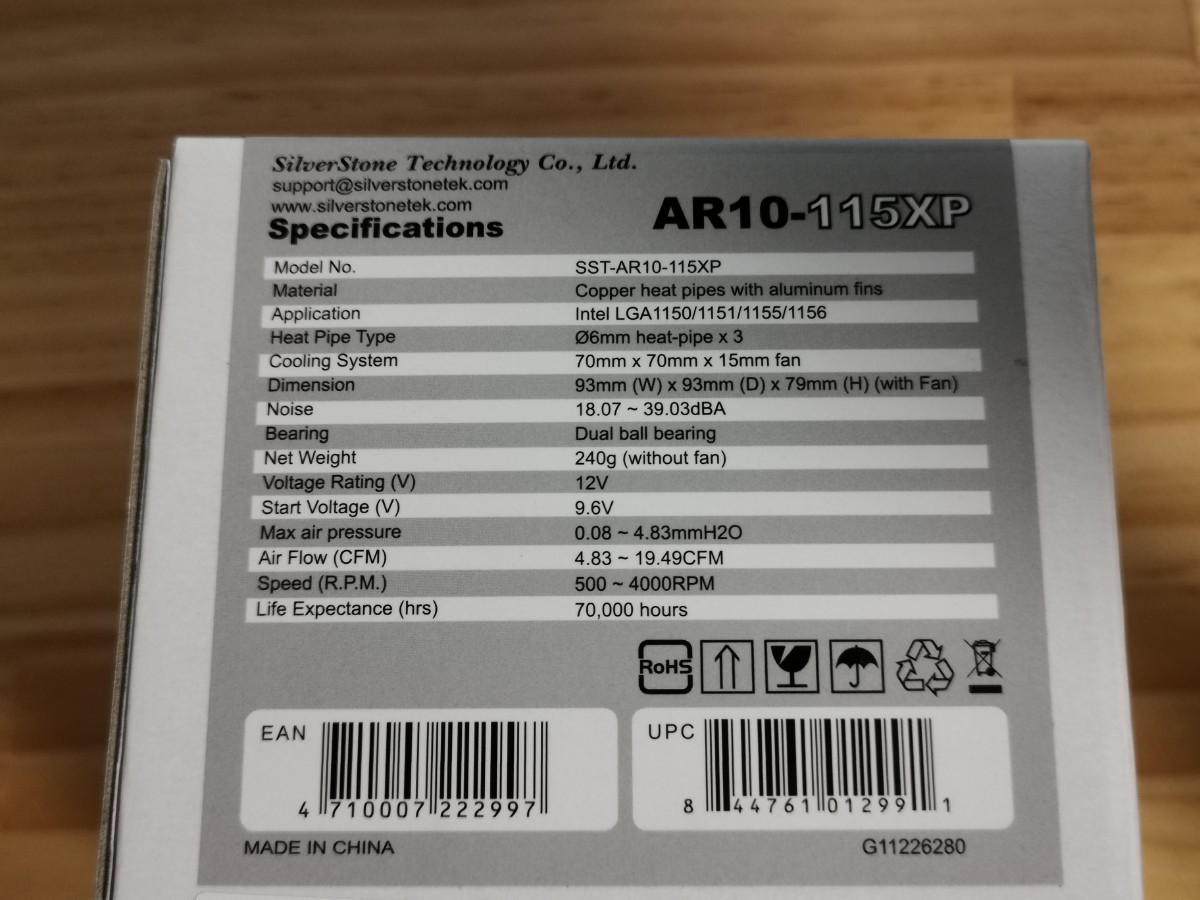 SilverStone Technology Co., Ltd.
support@silverstonetek.com
www.silverstonetek.com
Specifications
AR10-115XP
Model No. SST-AR10-115XP
Material Copper heat pipes with aluminum fins
Application Intel LGA1150/1151/1155/1156
Heat Pipe Type Ø6mm heat-pipe x 3
Cooling System 70mm x 70mm x 15mm fan
Dimension 93mm (W) x 93mm (D) x 79mm (H) (with Fan)
Noise 18.07 ~ 39.03dBA
Bearing Dual ball bearing
Net Weight 240g (without fan)
Voltage Rating (V) 12V
Start Voltage (V) 9.6V
Max air pressure 0.08 ~ 4.83mmH2O
Air Flow (CFM) 4.83 ~ 19.49CFM
Speed (R.P.M.) 500 ~ 4000RPM
Life Expectance (hrs) 70,000 hours
RoHS
EAN
4 710007 222997
UPC
8 44761 01299 1
MADE IN CHINA
G11226280